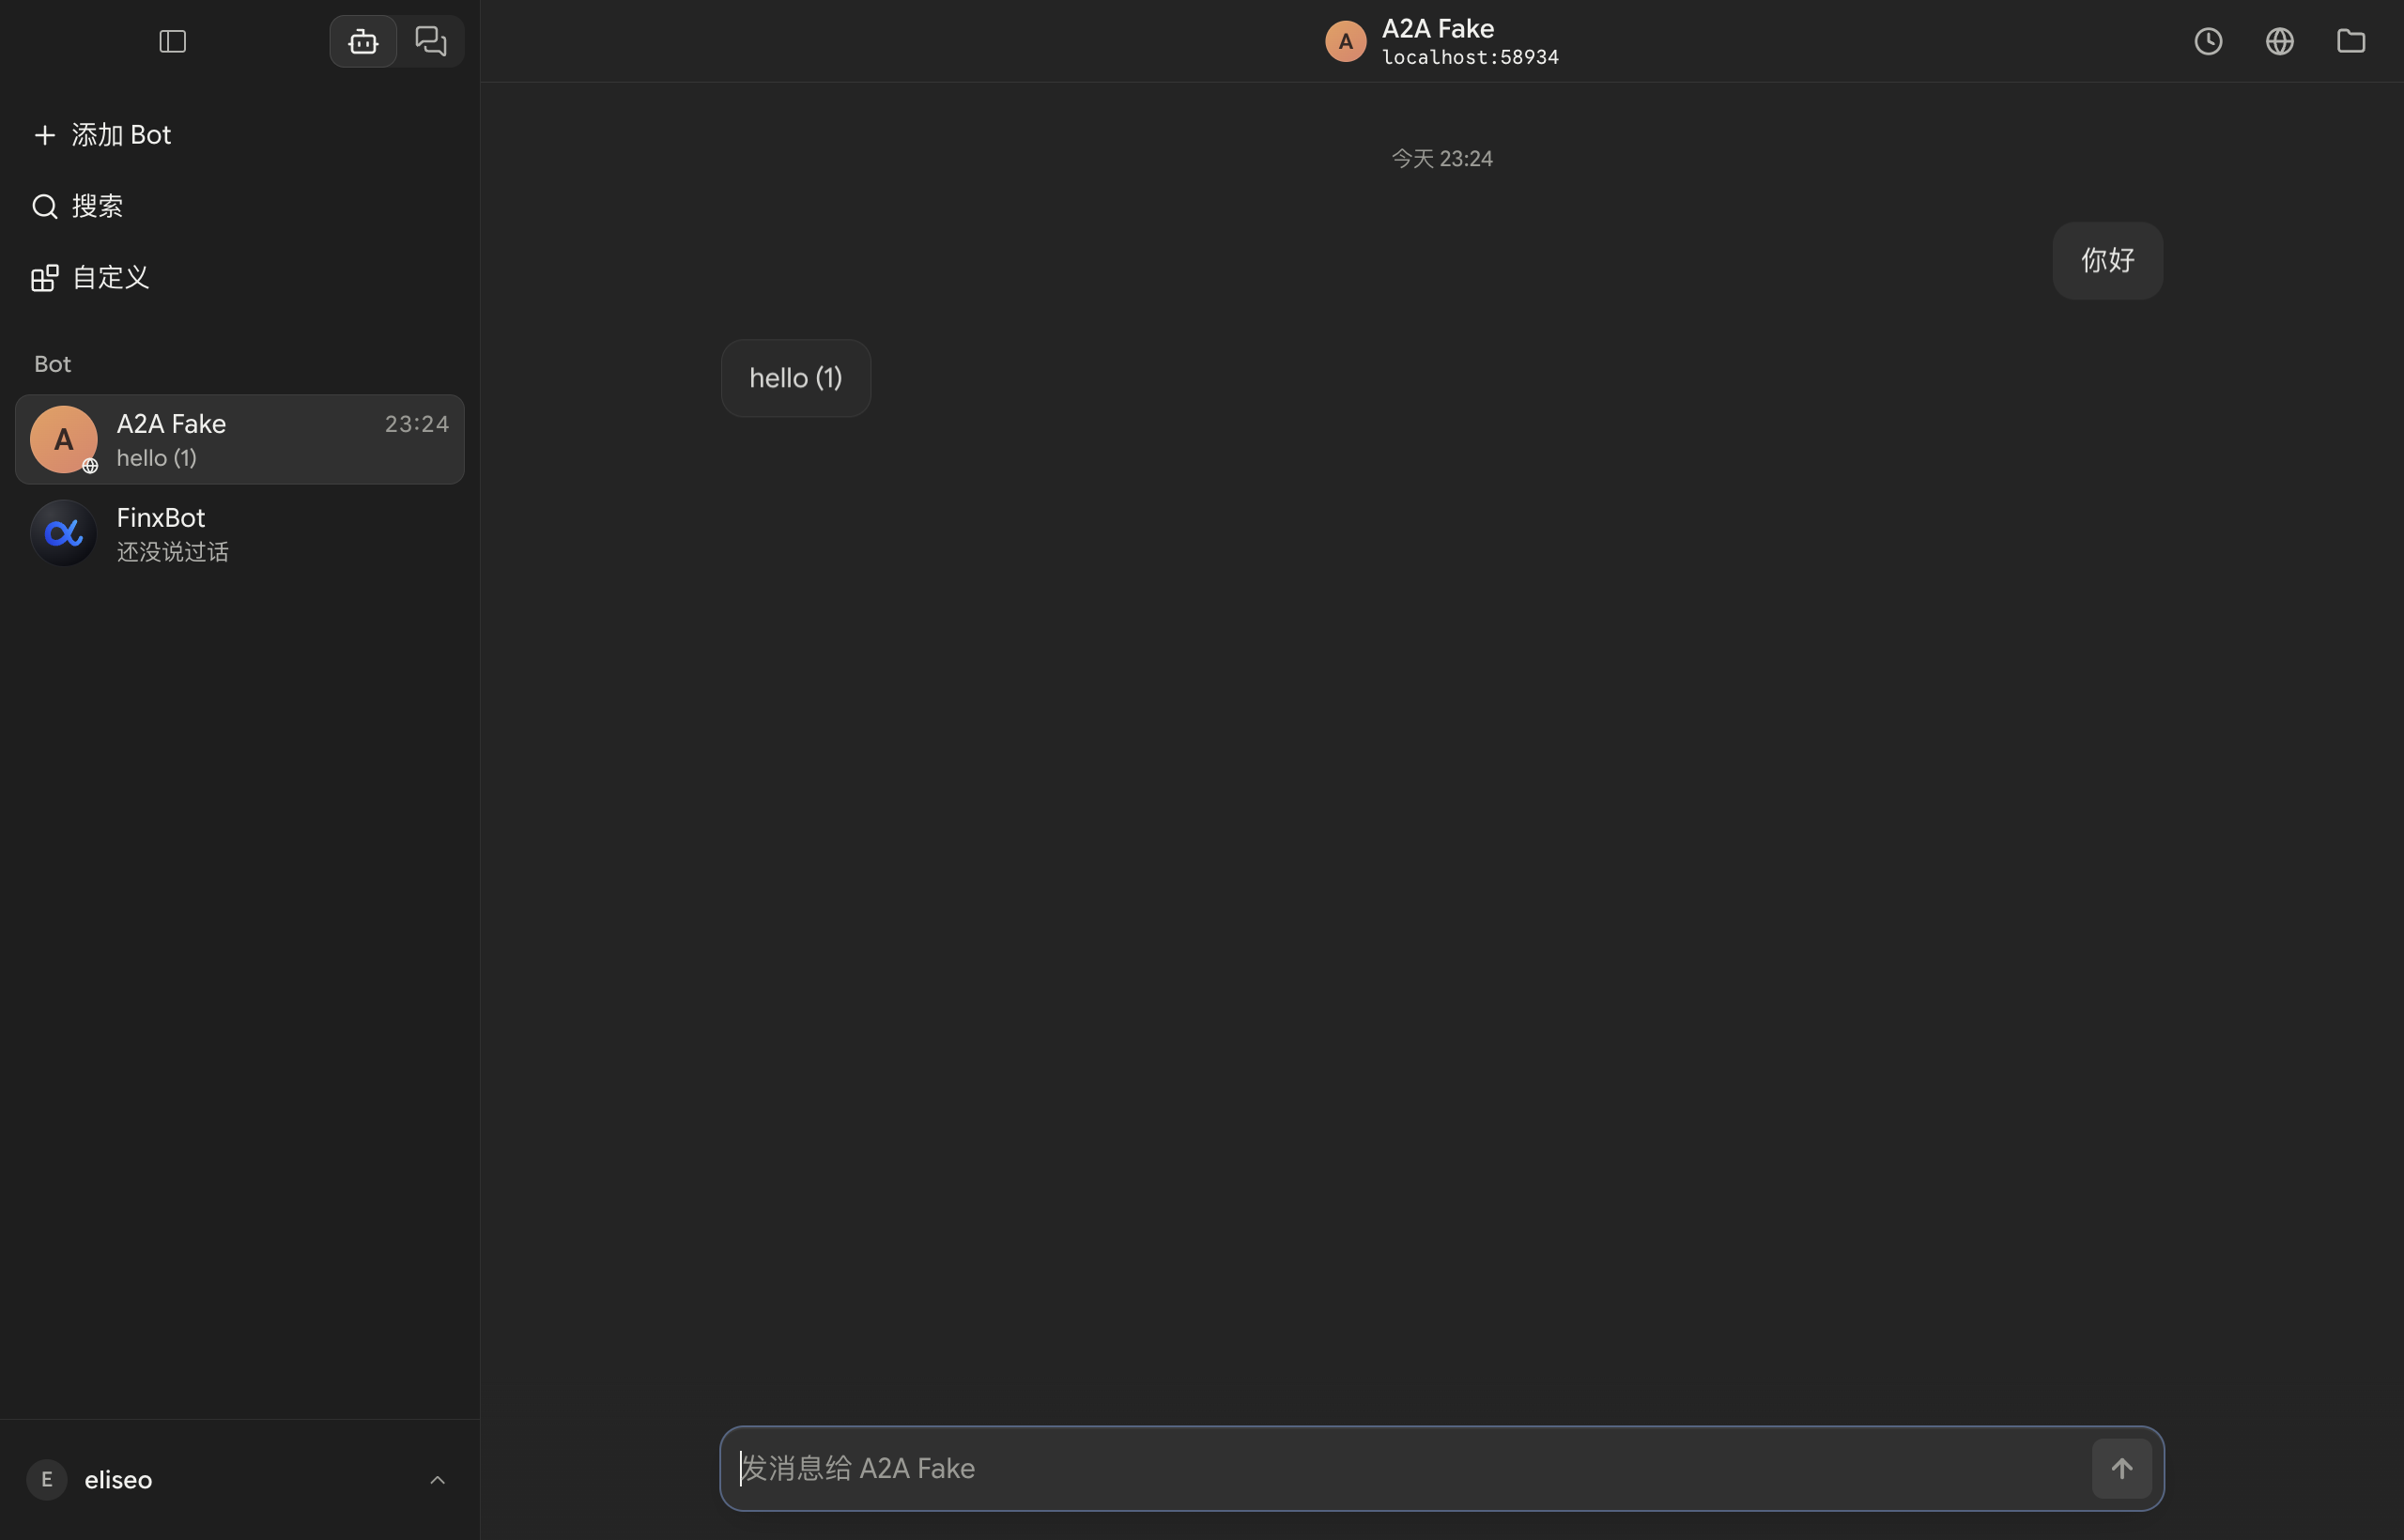 添加 Bot
搜索
自定义
Bot
A
A2A Fake
23:24
hello (1)
FinxBot
还没说过话
E
eliseo
A
A2A Fake
localhost:58934
今天 23:24
你好
hello (1)
发消息给 A2A Fake